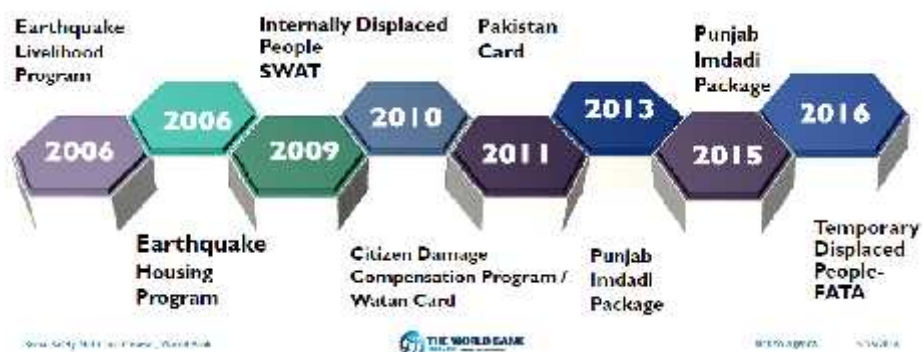 Earthquake
Livelihood
Program
Internally Displaced
People
SWAT
Pakistan
Card
Punjab
Imdadi
Package
2006
2006
2009
2010
2011
2013
2015
2016
Earthquake
Housing
Program
Citizen Damage
Compensation Program /
Watan Card
Punjab
Imdadi
Package
Temporary
Displaced
People-
FATA
THE WORLD BANK